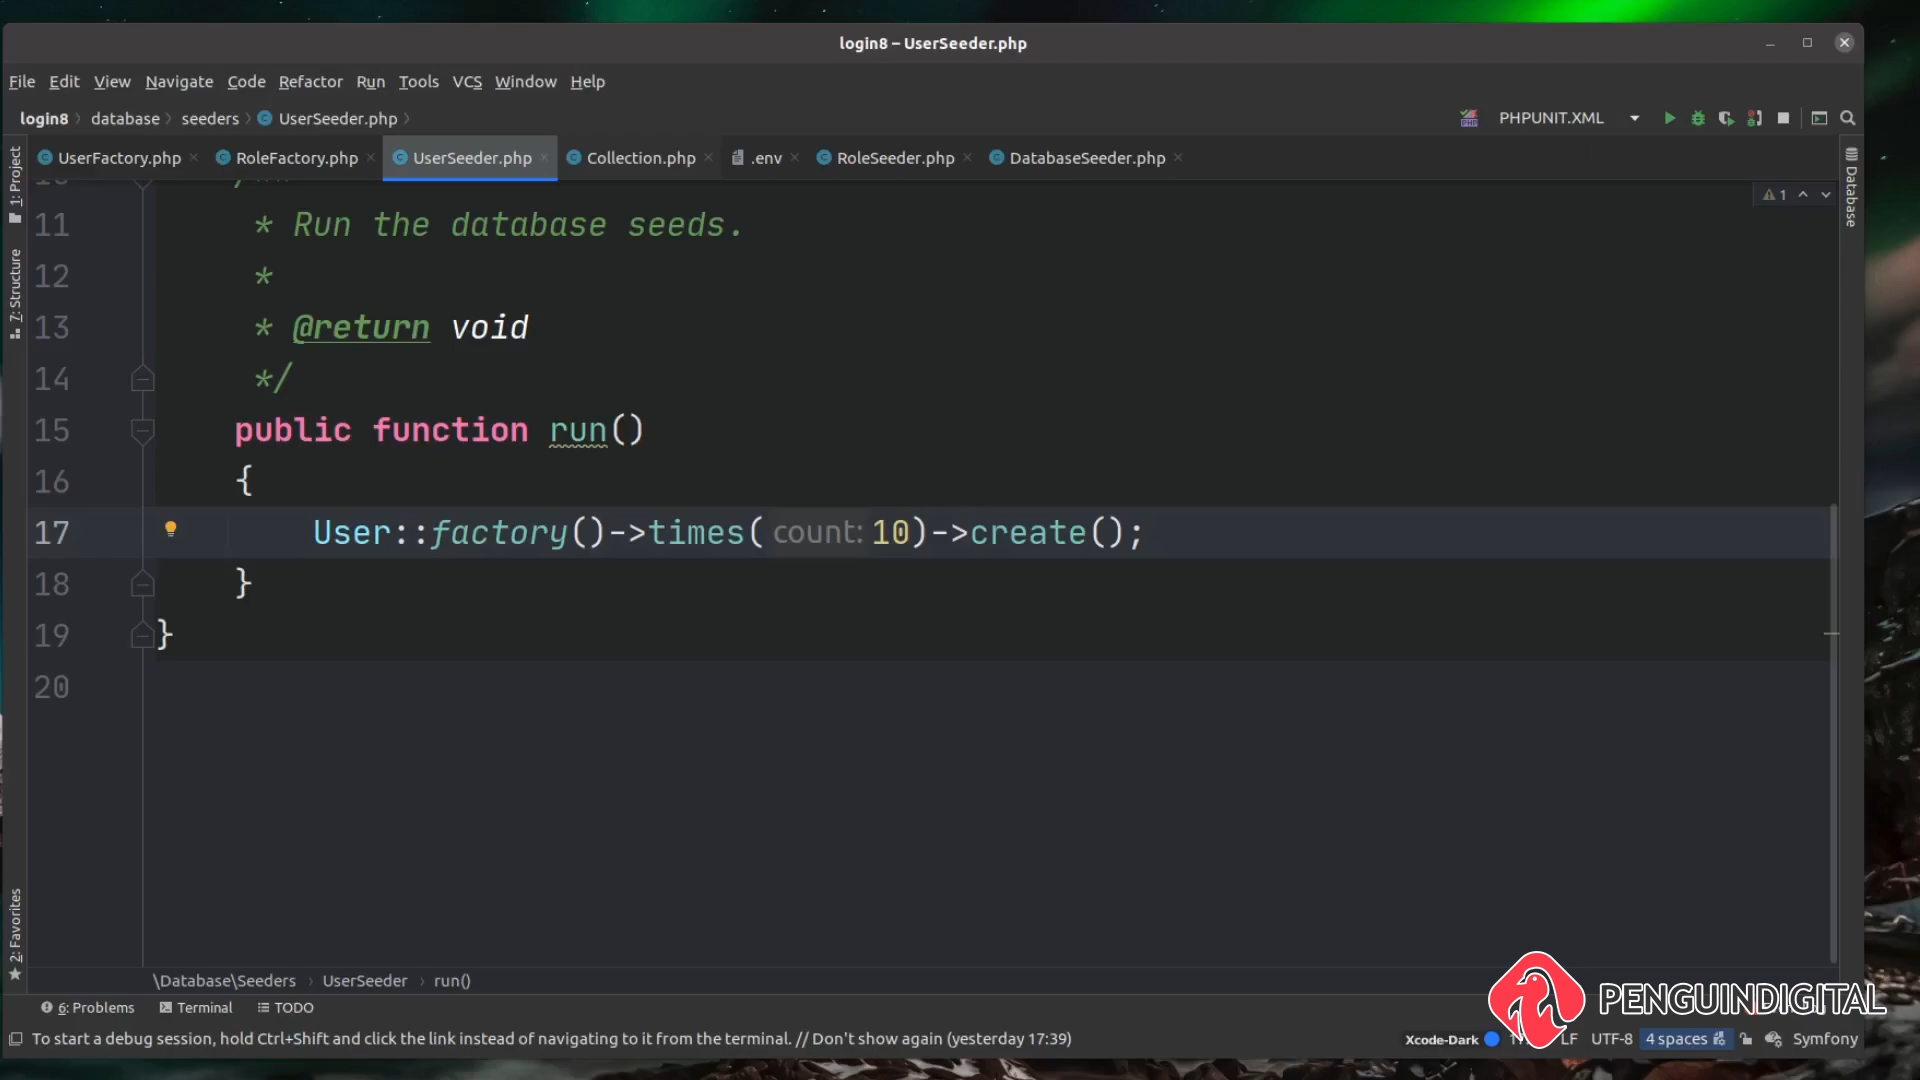 login8 – UserSeeder.php
File Edit View Navigate Code Refactor Run Tools VCS Window Help
login8 database seeders UserSeeder.php
PHPUNIT.XML
UserFactory.php RoleFactory.php UserSeeder.php Collection.php .env RoleSeeder.php DatabaseSeeder.php
1: Project
7: Structure
2: Favorites
Database
1
11 * Run the database seeds.
12 *
13 * @return void
14 */
15 public function run()
16 {
17 User::factory()->times( count: 10)->create();
18 }
19 }
20
\Database\Seeders UserSeeder run()
6: Problems Terminal TODO
PENGUINDIGITAL
To start a debug session, hold Ctrl+Shift and click the link instead of navigating to it from the terminal. // Don't show again (yesterday 17:39)
Xcode-Dark LF UTF-8 4 spaces Symfony